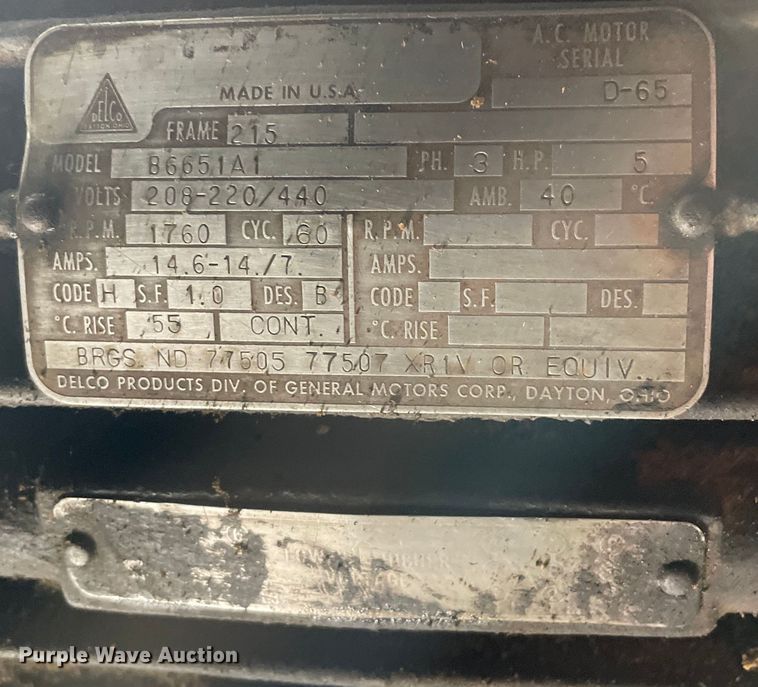 A.C. MOTOR
SERIAL
DELCO
DAYTON OHIO
MADE IN U.S.A. D-65
FRAME 215
MODEL B6651A1 PH. 3 H.P. 5
VOLTS 208-220/440 AMB. 40 °C.
R.P.M. 1760 CYC. 60 R.P.M. CYC.
AMPS. 14.6-14./7. AMPS.
CODE H S.F. 1.0 DES. B CODE S.F. DES.
°C. RISE 55 CONT. °C. RISE
BRGS. ND 77505 77507 XR1V OR EQUIV.
DELCO PRODUCTS DIV. OF GENERAL MOTORS CORP., DAYTON, OHIO
VOLTAGE
Purple Wave Auction